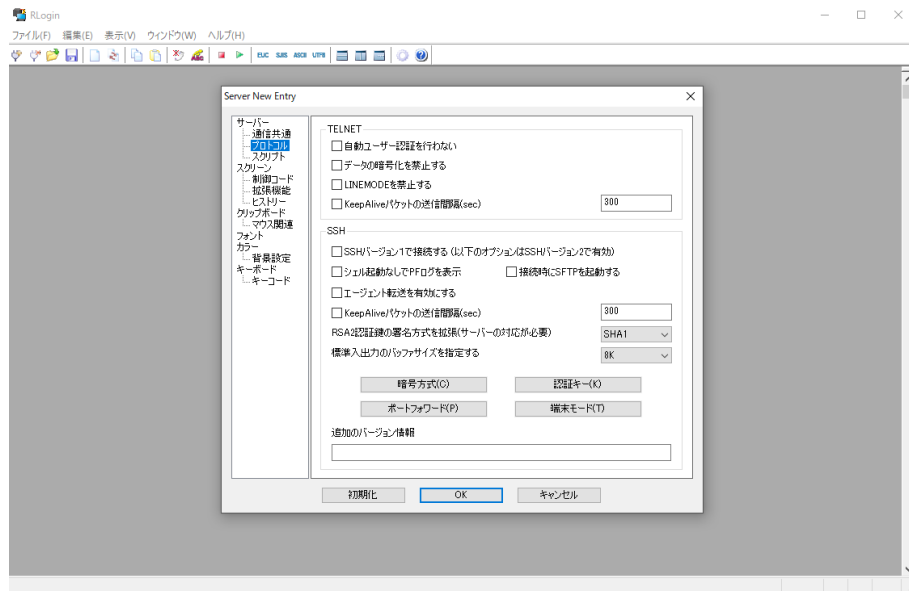 RLogin
ファイル(F) 編集(E) 表示(V) ウィンドウ(W) ヘルプ(H)
EUC SJIS ASCII UTF8
Server New Entry
サーバー
通信共通
プロトコル
スクリプト
スクリーン
制御コード
拡張機能
ヒストリー
クリップボード
マウス関連
フォント
カラー
背景設定
キーボード
キーコード
TELNET
自動ユーザー認証を行わない
データの暗号化を禁止する
LINEMODEを禁止する
KeepAliveパケットの送信間隔(sec) 300
SSH
SSHバージョン1で接続する (以下のオプションはSSHバージョン2で有効)
シェル起動なしでPFログを表示 接続時にSFTPを起動する
エージェント転送を有効にする
KeepAliveパケットの送信間隔(sec) 300
RSA2認証鍵の署名方式を拡張(サーバーの対応が必要) SHA1
標準入出力のバッファサイズを指定する 8K
暗号方式(C) 認証キー(K)
ポートフォワード(P) 端末モード(T)
追加のバージョン情報
初期化 OK キャンセル